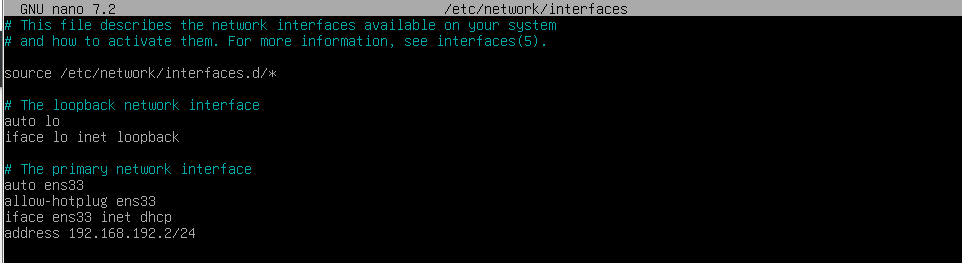 GNU nano 7.2 /etc/network/interfaces
# This file describes the network interfaces available on your system
# and how to activate them. For more information, see interfaces(5).
source /etc/network/interfaces.d/*
# The loopback network interface
auto lo
iface lo inet loopback
# The primary network interface
auto ens33
allow-hotplug ens33
iface ens33 inet dhcp
address 192.168.192.2/24